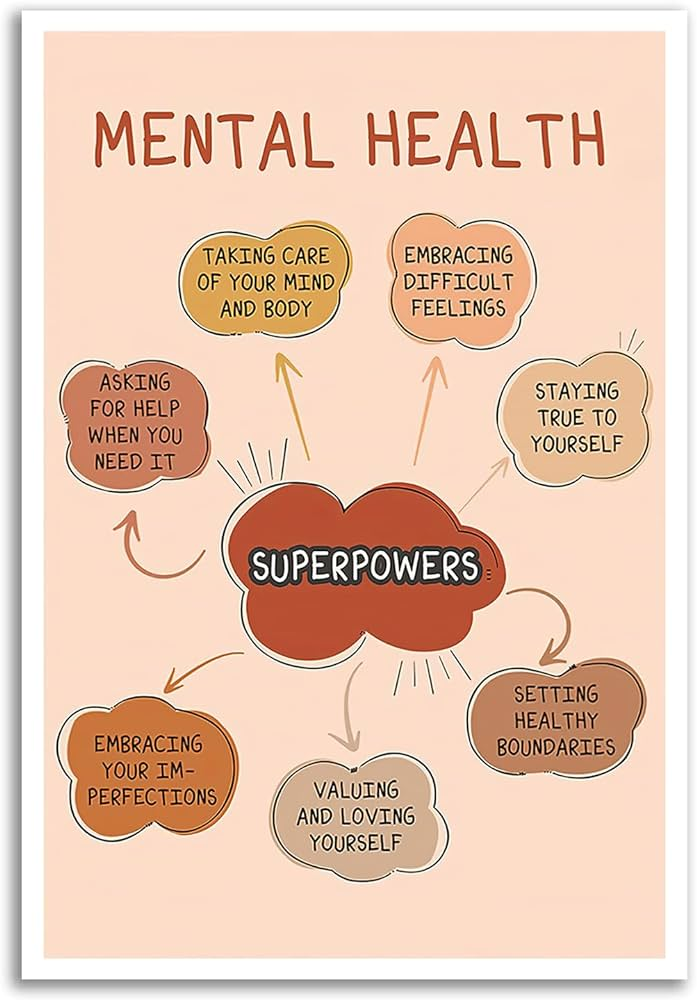 MENTAL HEALTH
TAKING CARE
OF YOUR MIND
AND BODY
EMBRACING
DIFFICULT
FEELINGS
ASKING
FOR HELP
WHEN YOU
NEED IT
STAYING
TRUE TO
YOURSELF
SUPERPOWERS
SETTING
HEALTHY
BOUNDARIES
EMBRACING
YOUR IM-
PERFECTIONS
VALUING
AND LOVING
YOURSELF